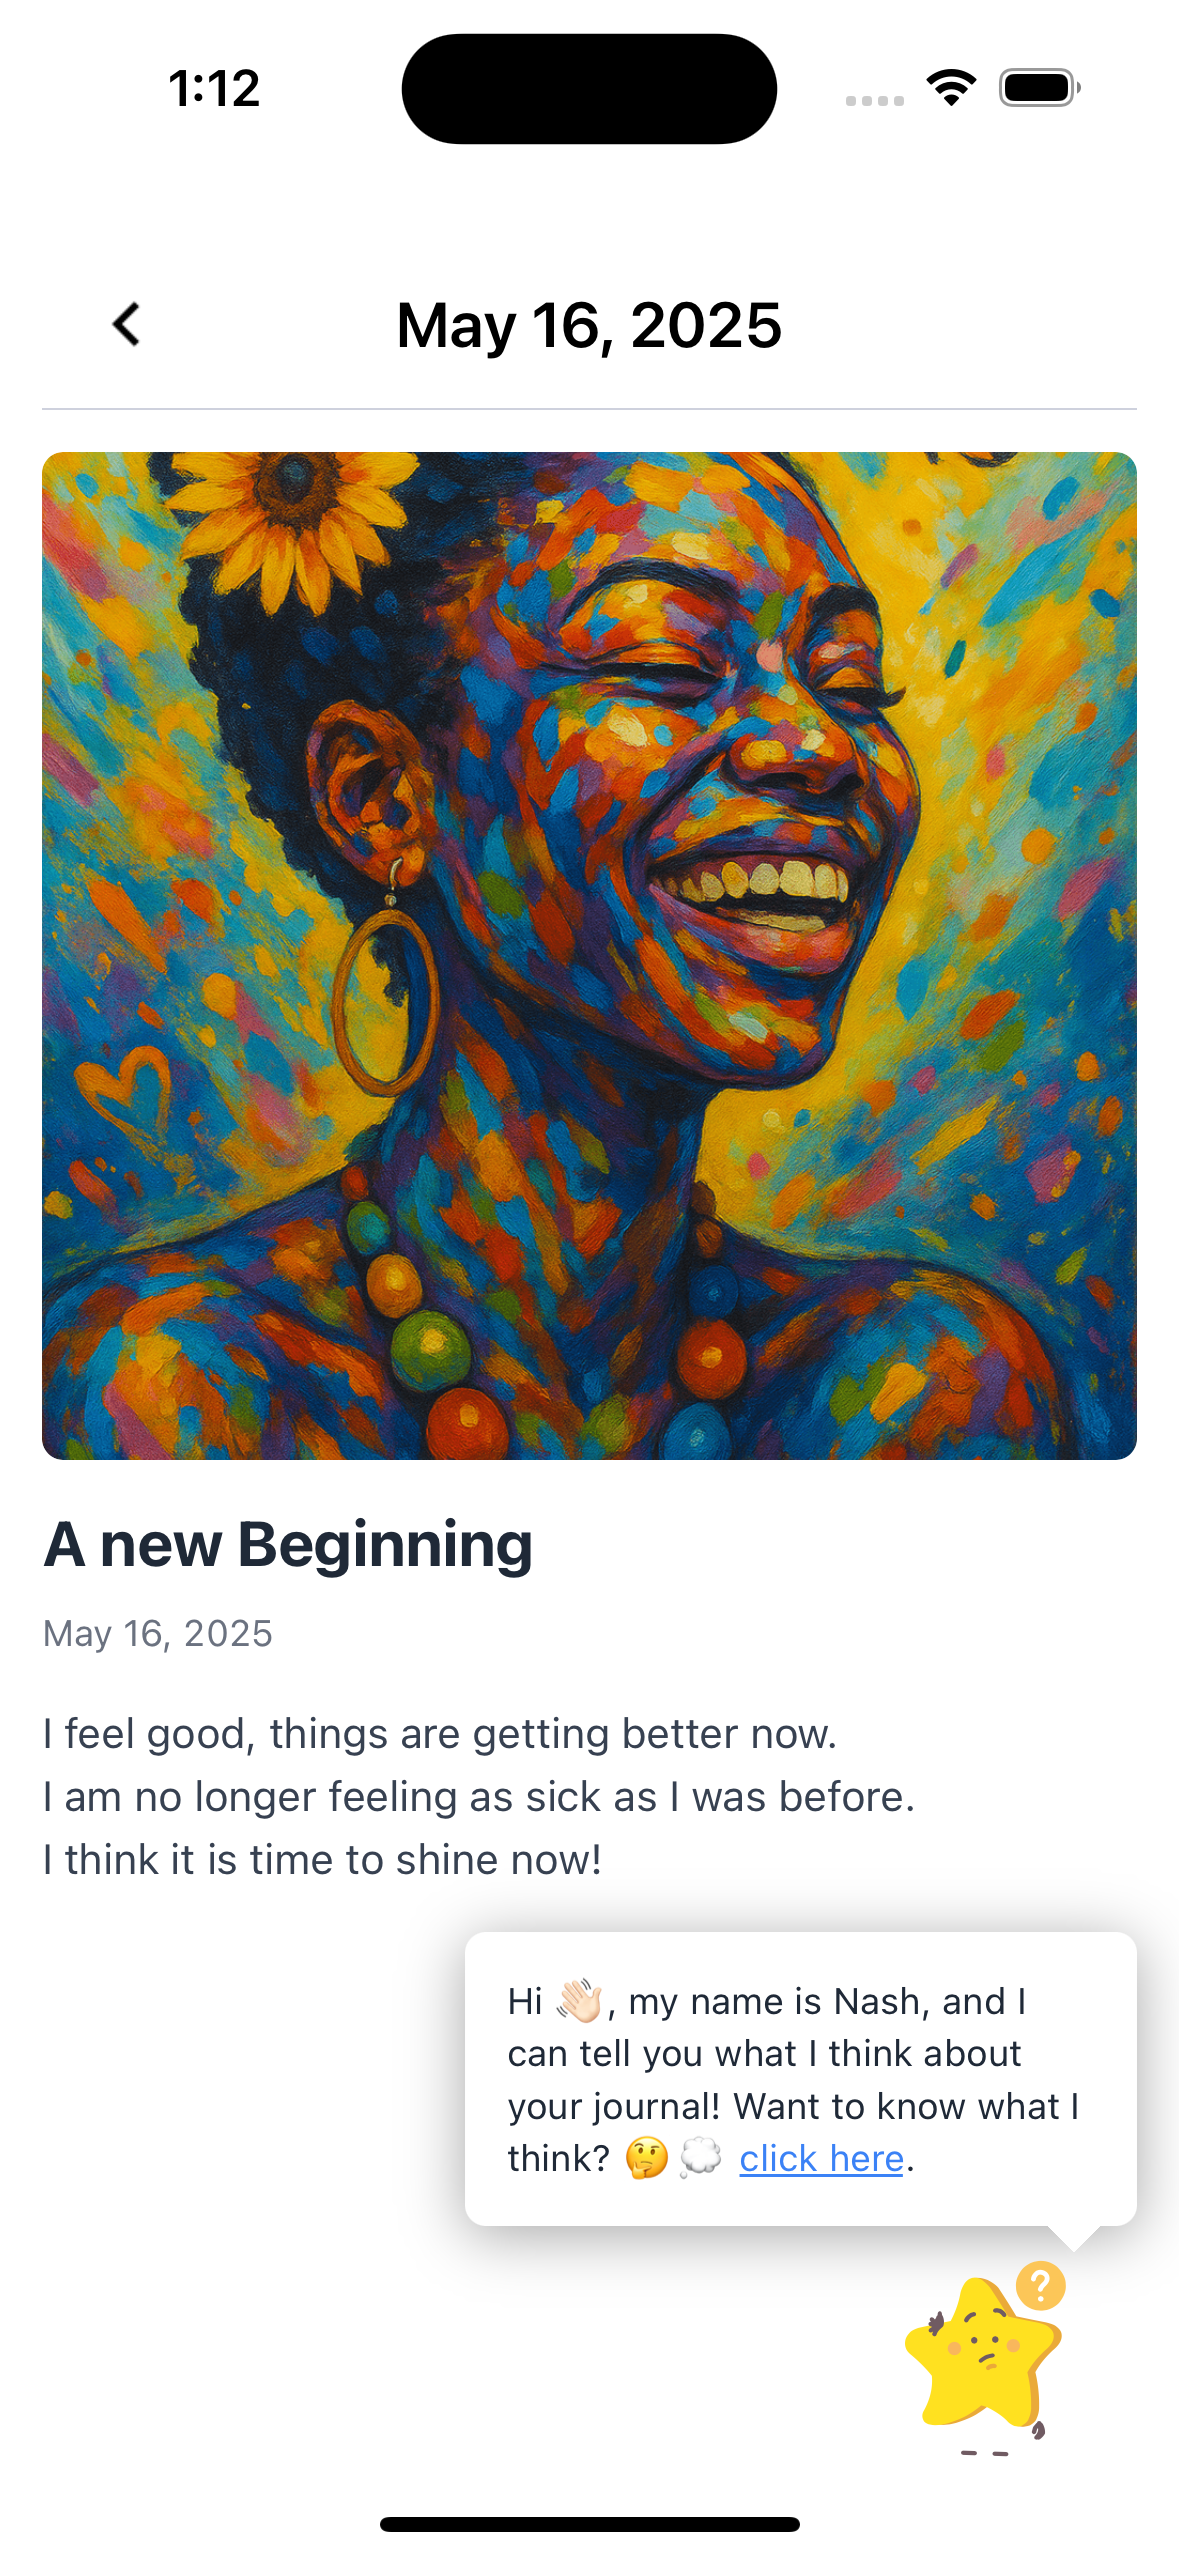 1:12
May 16, 2025
A new Beginning
May 16, 2025
I feel good, things are getting better now.
I am no longer feeling as sick as I was before.
I think it is time to shine now!
Hi 👋🏻, my name is Nash, and I
can tell you what I think about
your journal! Want to know what I
think? 🤔💭 click here.
?